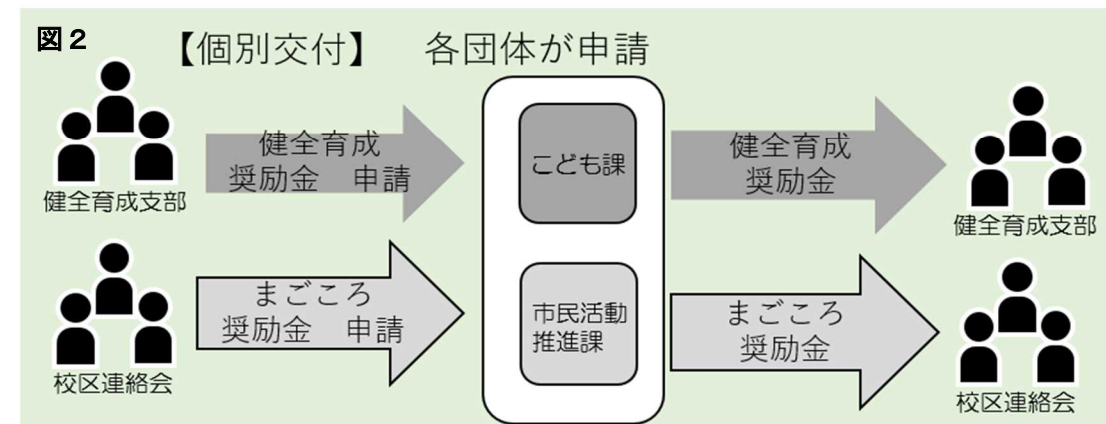 図2
【個別交付】 各団体が申請
健全育成
奨励金 申請
こども課
健全育成
奨励金
健全育成支部
健全育成支部
まごころ
奨励金 申請
市民活動
推進課
まごころ
奨励金
校区連絡会
校区連絡会